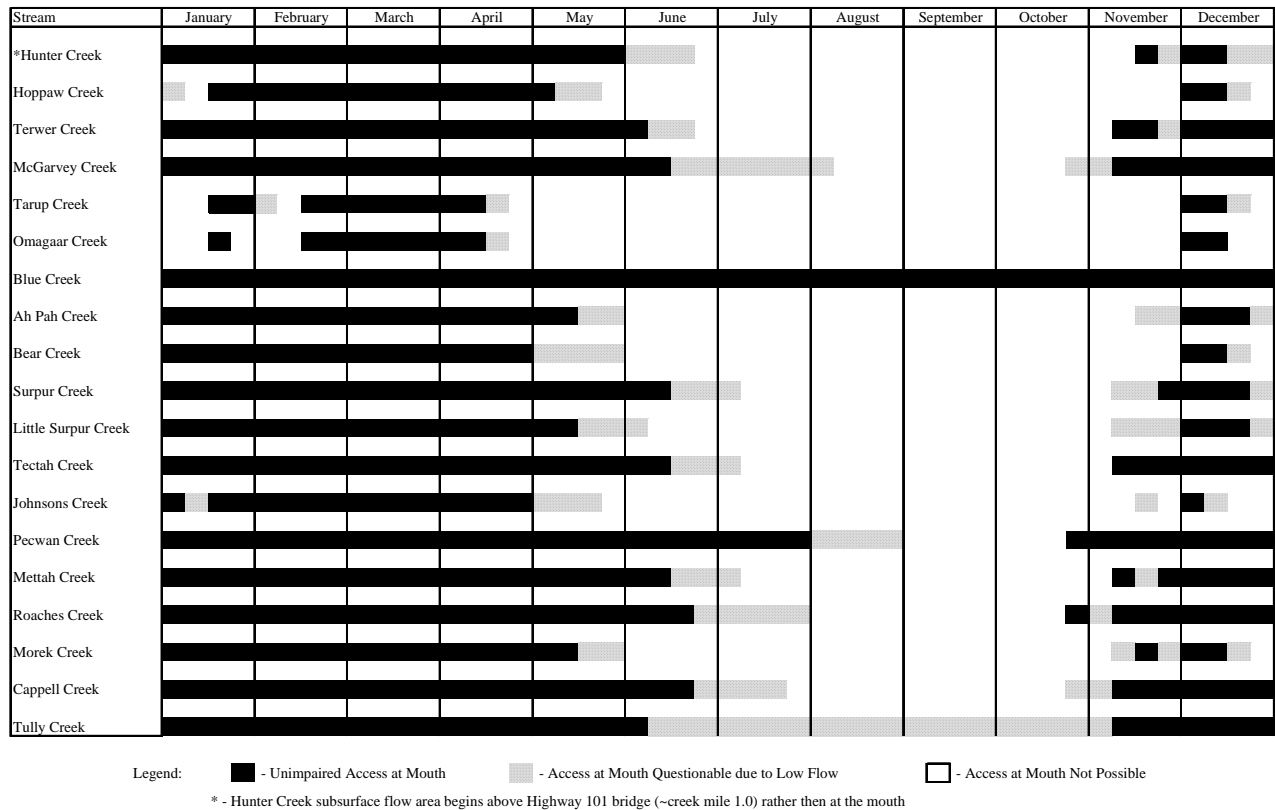 Stream January February March April May June July August September October November December
*Hunter Creek
Hoppaw Creek
Terwer Creek
McGarvey Creek
Tarup Creek
Omagaar Creek
Blue Creek
Ah Pah Creek
Bear Creek
Surpur Creek
Little Surpur Creek
Tectah Creek
Johnsons Creek
Pecwan Creek
Mettah Creek
Roaches Creek
Morek Creek
Cappell Creek
Tully Creek
Legend: - Unimpaired Access at Mouth - Access at Mouth Questionable due to Low Flow - Access at Mouth Not Possible
* - Hunter Creek subsurface flow area begins above Highway 101 bridge (~creek mile 1.0) rather then at the mouth